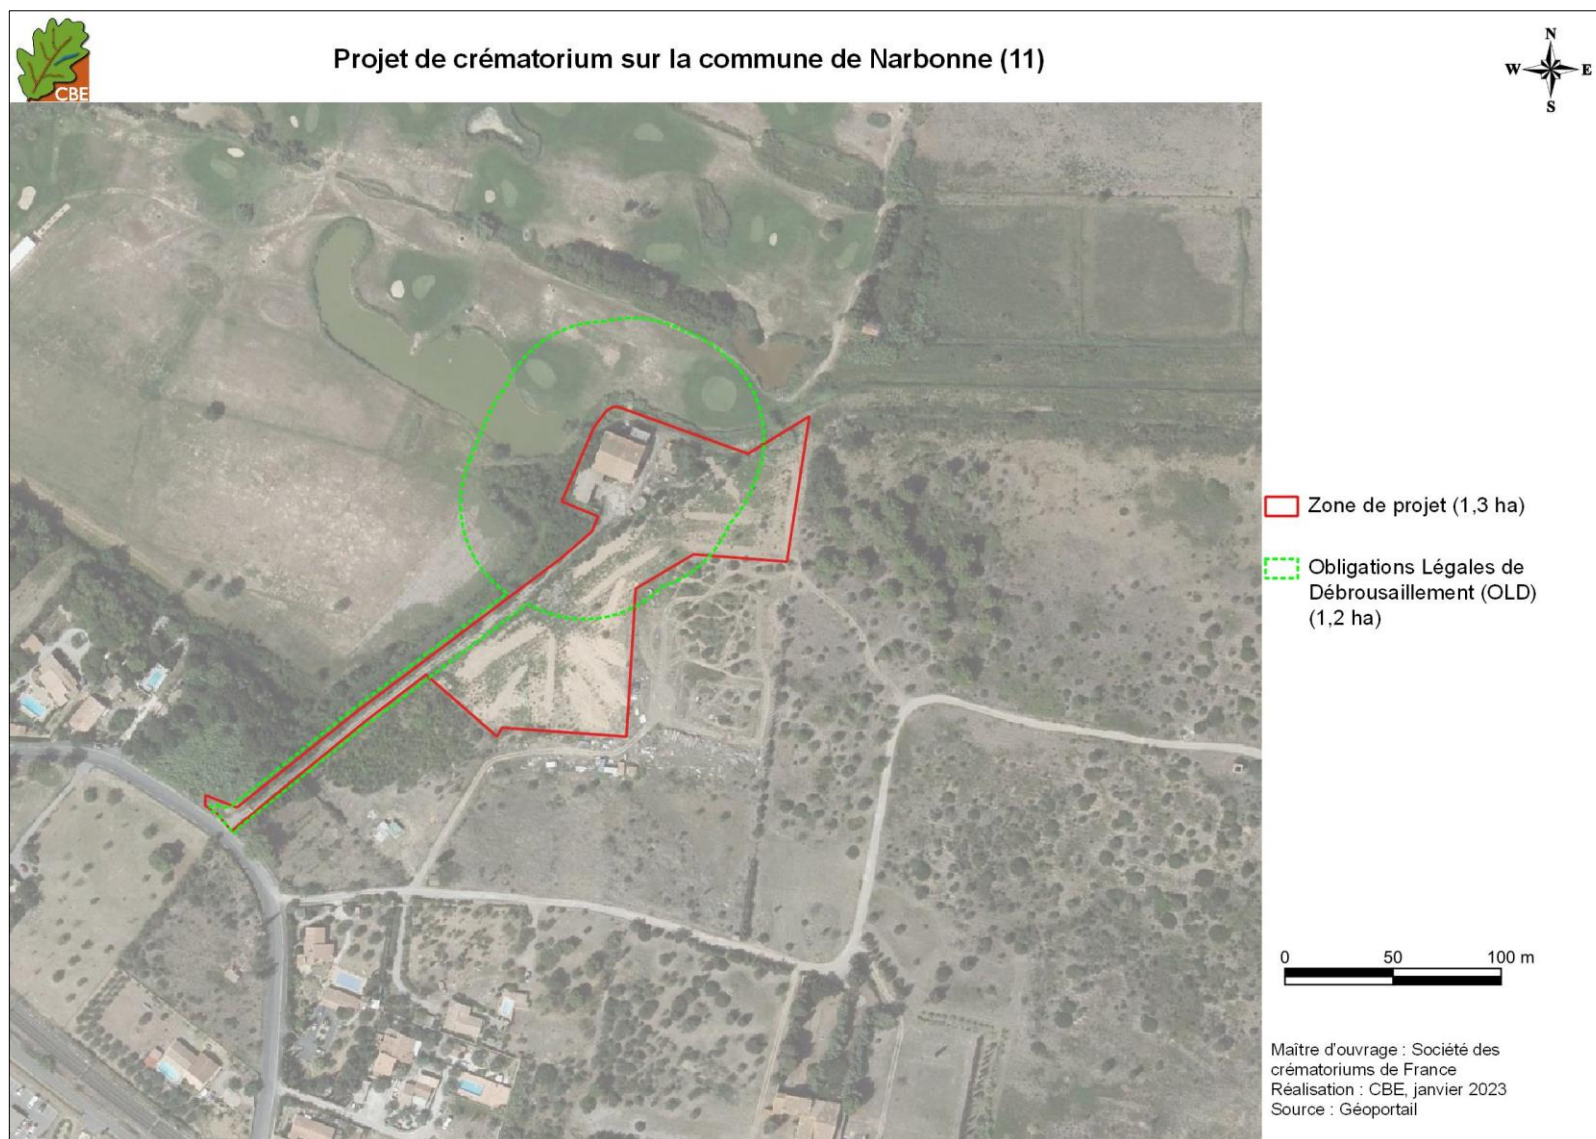 CBE
Projet de crématorium sur la commune de Narbonne (11)
N
W E
S
Zone de projet (1,3 ha)
Obligations Légales de
Débrousaillement (OLD)
(1,2 ha)
0 50 100 m
Maître d'ouvrage : Société des
crématoriums de France
Réalisation : CBE, janvier 2023
Source : Géoportail